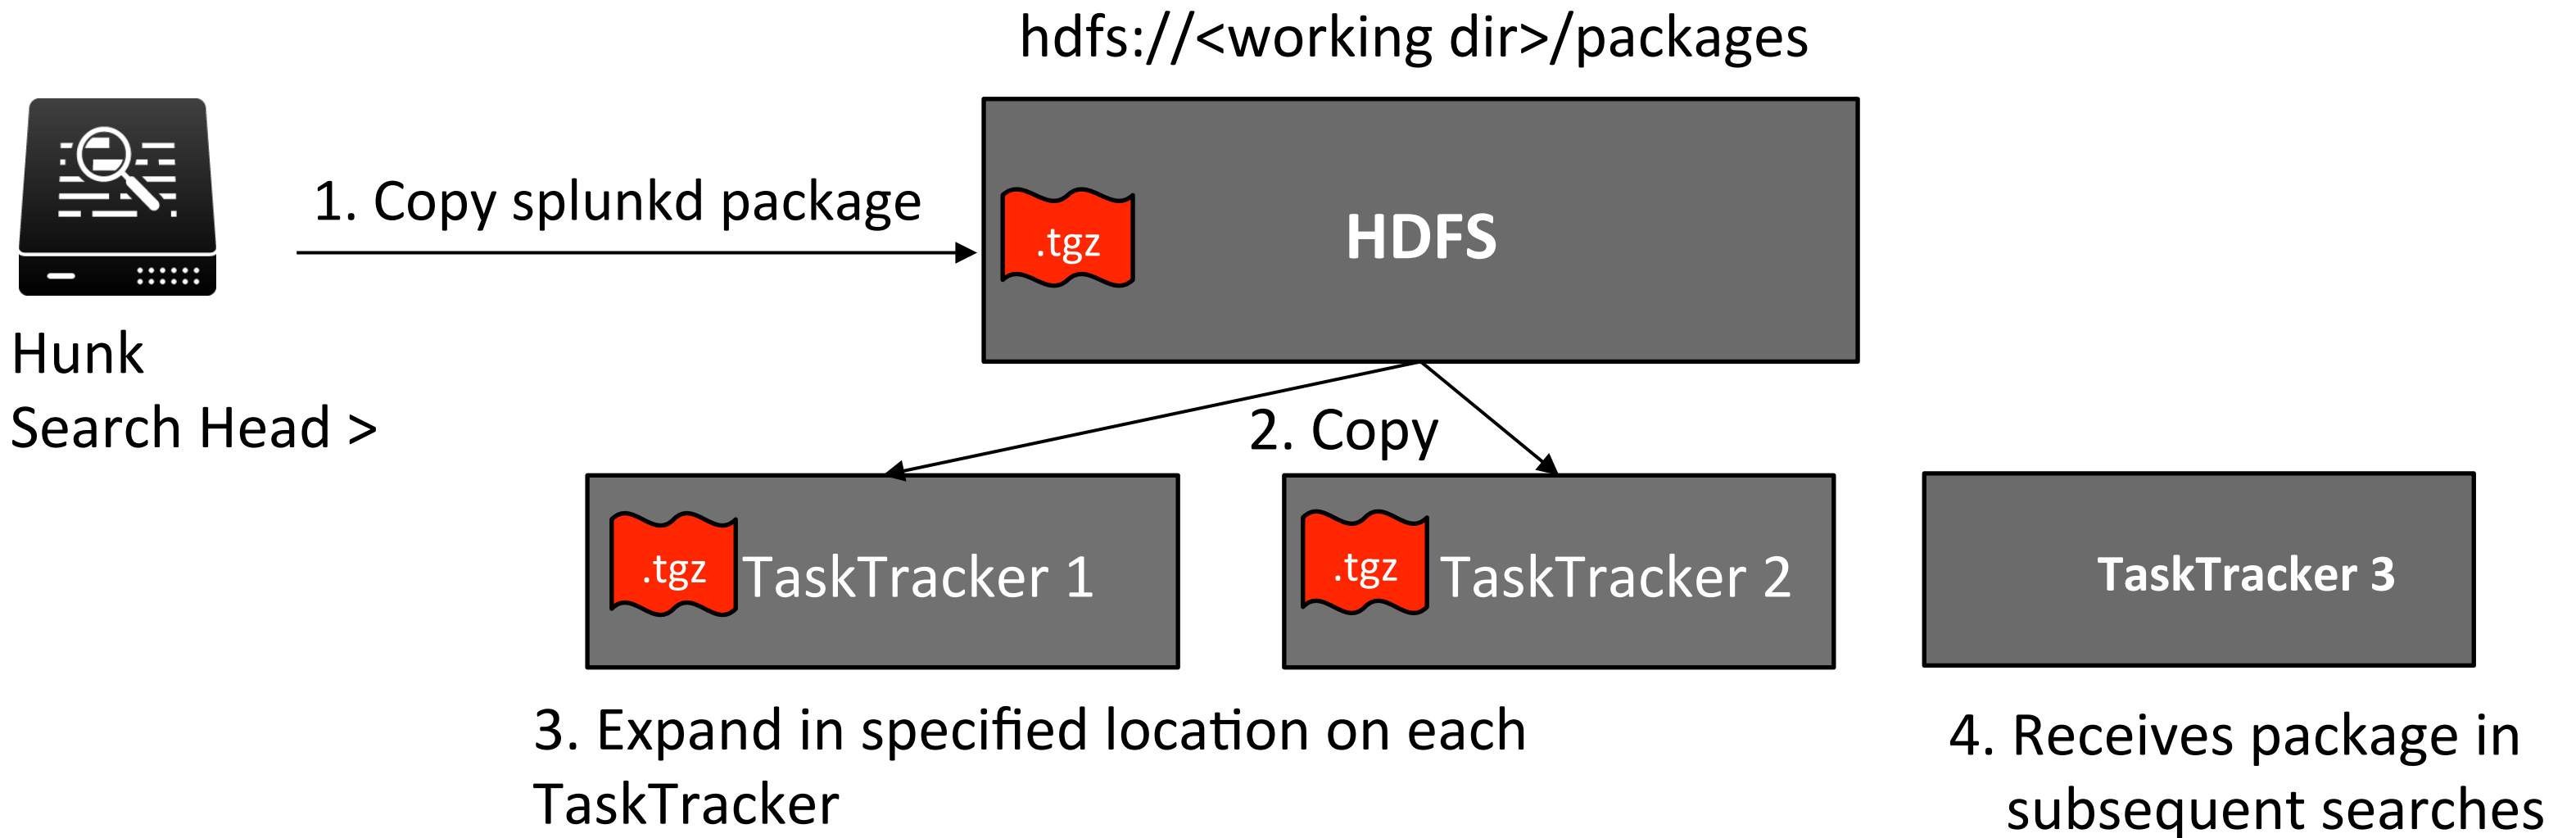 hdfs://<working dir>/packages
1. Copy splunkd package
.tgz
HDFS
Hunk
Search Head >
2. Copy
.tgz
TaskTracker 1
.tgz
TaskTracker 2
TaskTracker 3
3. Expand in specified location on each
TaskTracker
4. Receives package in
subsequent searches